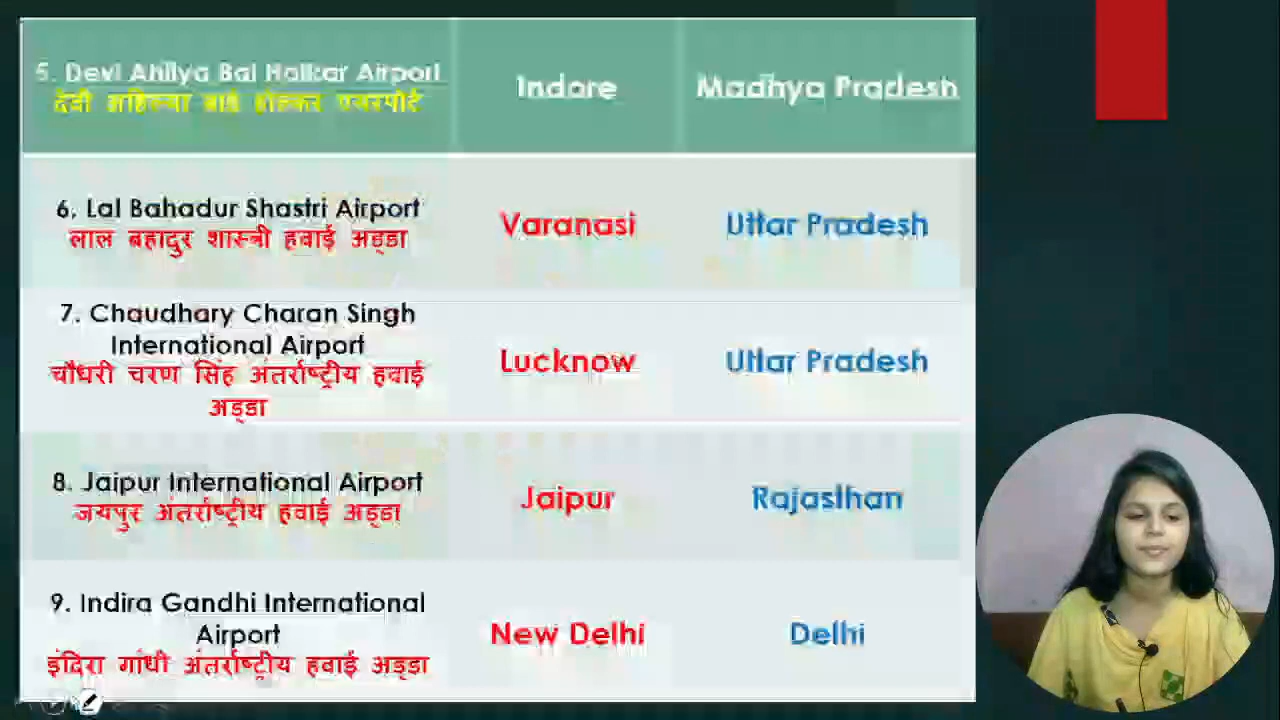 5. Devi Ahilya Bai Holkar Airport
देवी अहिल्या बाई होलकर एयरपोर्ट
Indore
Madhya Pradesh
6. Lal Bahadur Shastri Airport
लाल बहादुर शास्त्री हवाई अड्डा
Varanasi
Uttar Pradesh
7. Chaudhary Charan Singh
International Airport
चौधरी चरण सिंह अंतर्राष्ट्रीय हवाई
अड्डा
Lucknow
Uttar Pradesh
8. Jaipur International Airport
जयपुर अंतर्राष्ट्रीय हवाई अड्डा
Jaipur
Rajasthan
9. Indira Gandhi International
Airport
इंदिरा गांधी अंतर्राष्ट्रीय हवाई अड्डा
New Delhi
Delhi